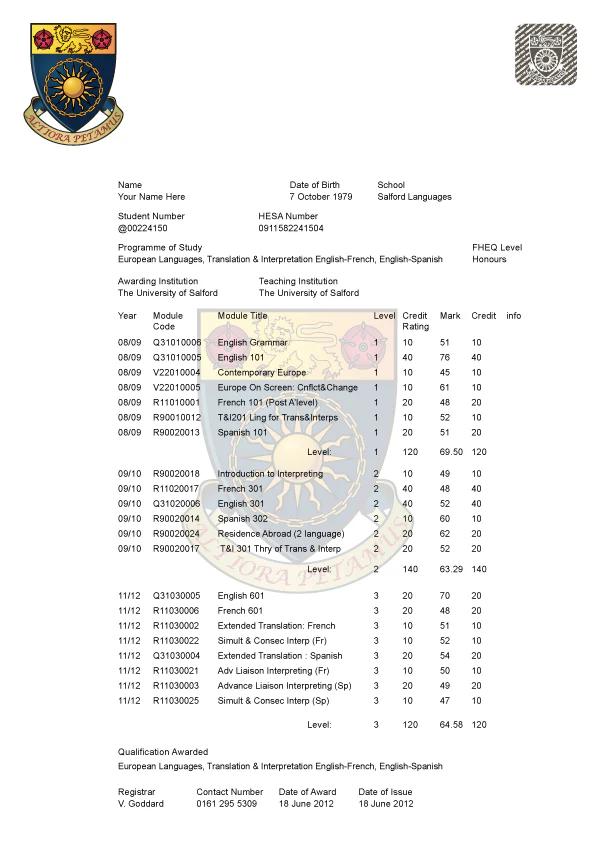 ALTIORA PETAMUS
Name Date of Birth School
Your Name Here 7 October 1979 Salford Languages
Student Number HESA Number
@00224150 0911582241504
Programme of Study FHEQ Level
European Languages, Translation & Interpretation English-French, English-Spanish Honours
Awarding Institution Teaching Institution
The University of Salford The University of Salford
Year Module Module Title Level Credit Mark Credit info
Code Rating
08/09 Q31010006 English Grammar 1 10 51 10
08/09 Q31010005 English 101 1 40 76 40
08/09 V22010004 Contemporary Europe 1 10 45 10
08/09 V22010005 Europe On Screen: Cnflct&Change 1 10 61 10
08/09 R11010001 French 101 (Post A'level) 1 20 48 20
08/09 R90010012 T&I201 Ling for Trans&Interps 1 10 52 10
08/09 R90020013 Spanish 101 1 20 51 20
Level: 1 120 69.50 120
09/10 R90020018 Introduction to Interpreting 2 10 49 10
09/10 R11020017 French 301 2 40 48 40
09/10 Q31020006 English 301 2 40 52 40
09/10 R90020014 Spanish 302 2 10 60 10
09/10 R90020024 Residence Abroad (2 language) 2 20 62 20
09/10 R90020017 T&I 301 Thry of Trans & Interp 2 20 52 20
Level: 2 140 63.29 140
ALTIORA PETAMUS
11/12 Q31030005 English 601 3 20 70 20
11/12 R11030006 French 601 3 20 48 20
11/12 R11030002 Extended Translation: French 3 10 51 10
11/12 R11030022 Simult & Consec Interp (Fr) 3 10 52 10
11/12 Q31030004 Extended Translation : Spanish 3 20 54 20
11/12 R11030021 Adv Liaison Interpreting (Fr) 3 10 50 10
11/12 R11030003 Advance Liaison Interpreting (Sp) 3 20 49 20
11/12 R11030025 Simult & Consec Interp (Sp) 3 10 47 10
Level: 3 120 64.58 120
Qualification Awarded
European Languages, Translation & Interpretation English-French, English-Spanish
Registrar Contact Number Date of Award Date of Issue
V. Goddard 0161 295 5309 18 June 2012 18 June 2012